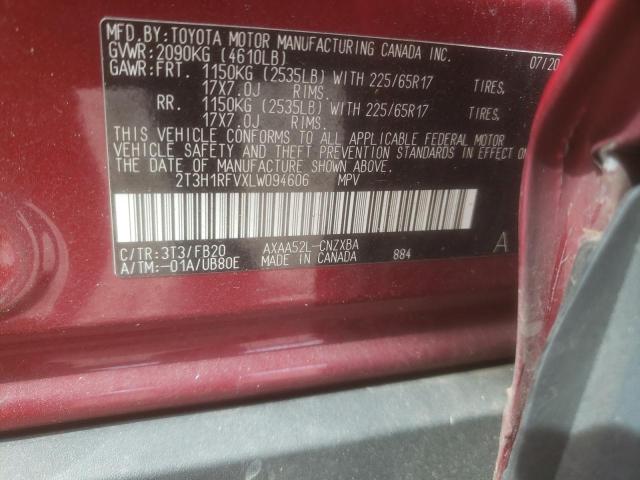 MFD.BY:TOYOTA MOTOR MANUFACTURING CANADA INC.
GVWR:2090KG (4610LB) 07/20
GAWR:FRT. 1150KG (2535LB) WITH 225/65R17 TIRES,
17X7.0J RIMS,
RR. 1150KG (2535LB) WITH 225/65R17 TIRES,
17X7.0J RIMS,
THIS VEHICLE CONFORMS TO ALL APPLICABLE FEDERAL MOTOR
VEHICLE SAFETY AND THEFT PREVENTION STANDARDS IN EFFECT ON
THE DATE OF MANUFACTURE SHOWN ABOVE.
2T3H1RFVXLW094606 MPV
C/TR:3T3/FB20 AXAA52L-CNZXBA
A/TM:-01A/UB80E MADE IN CANADA 884 A